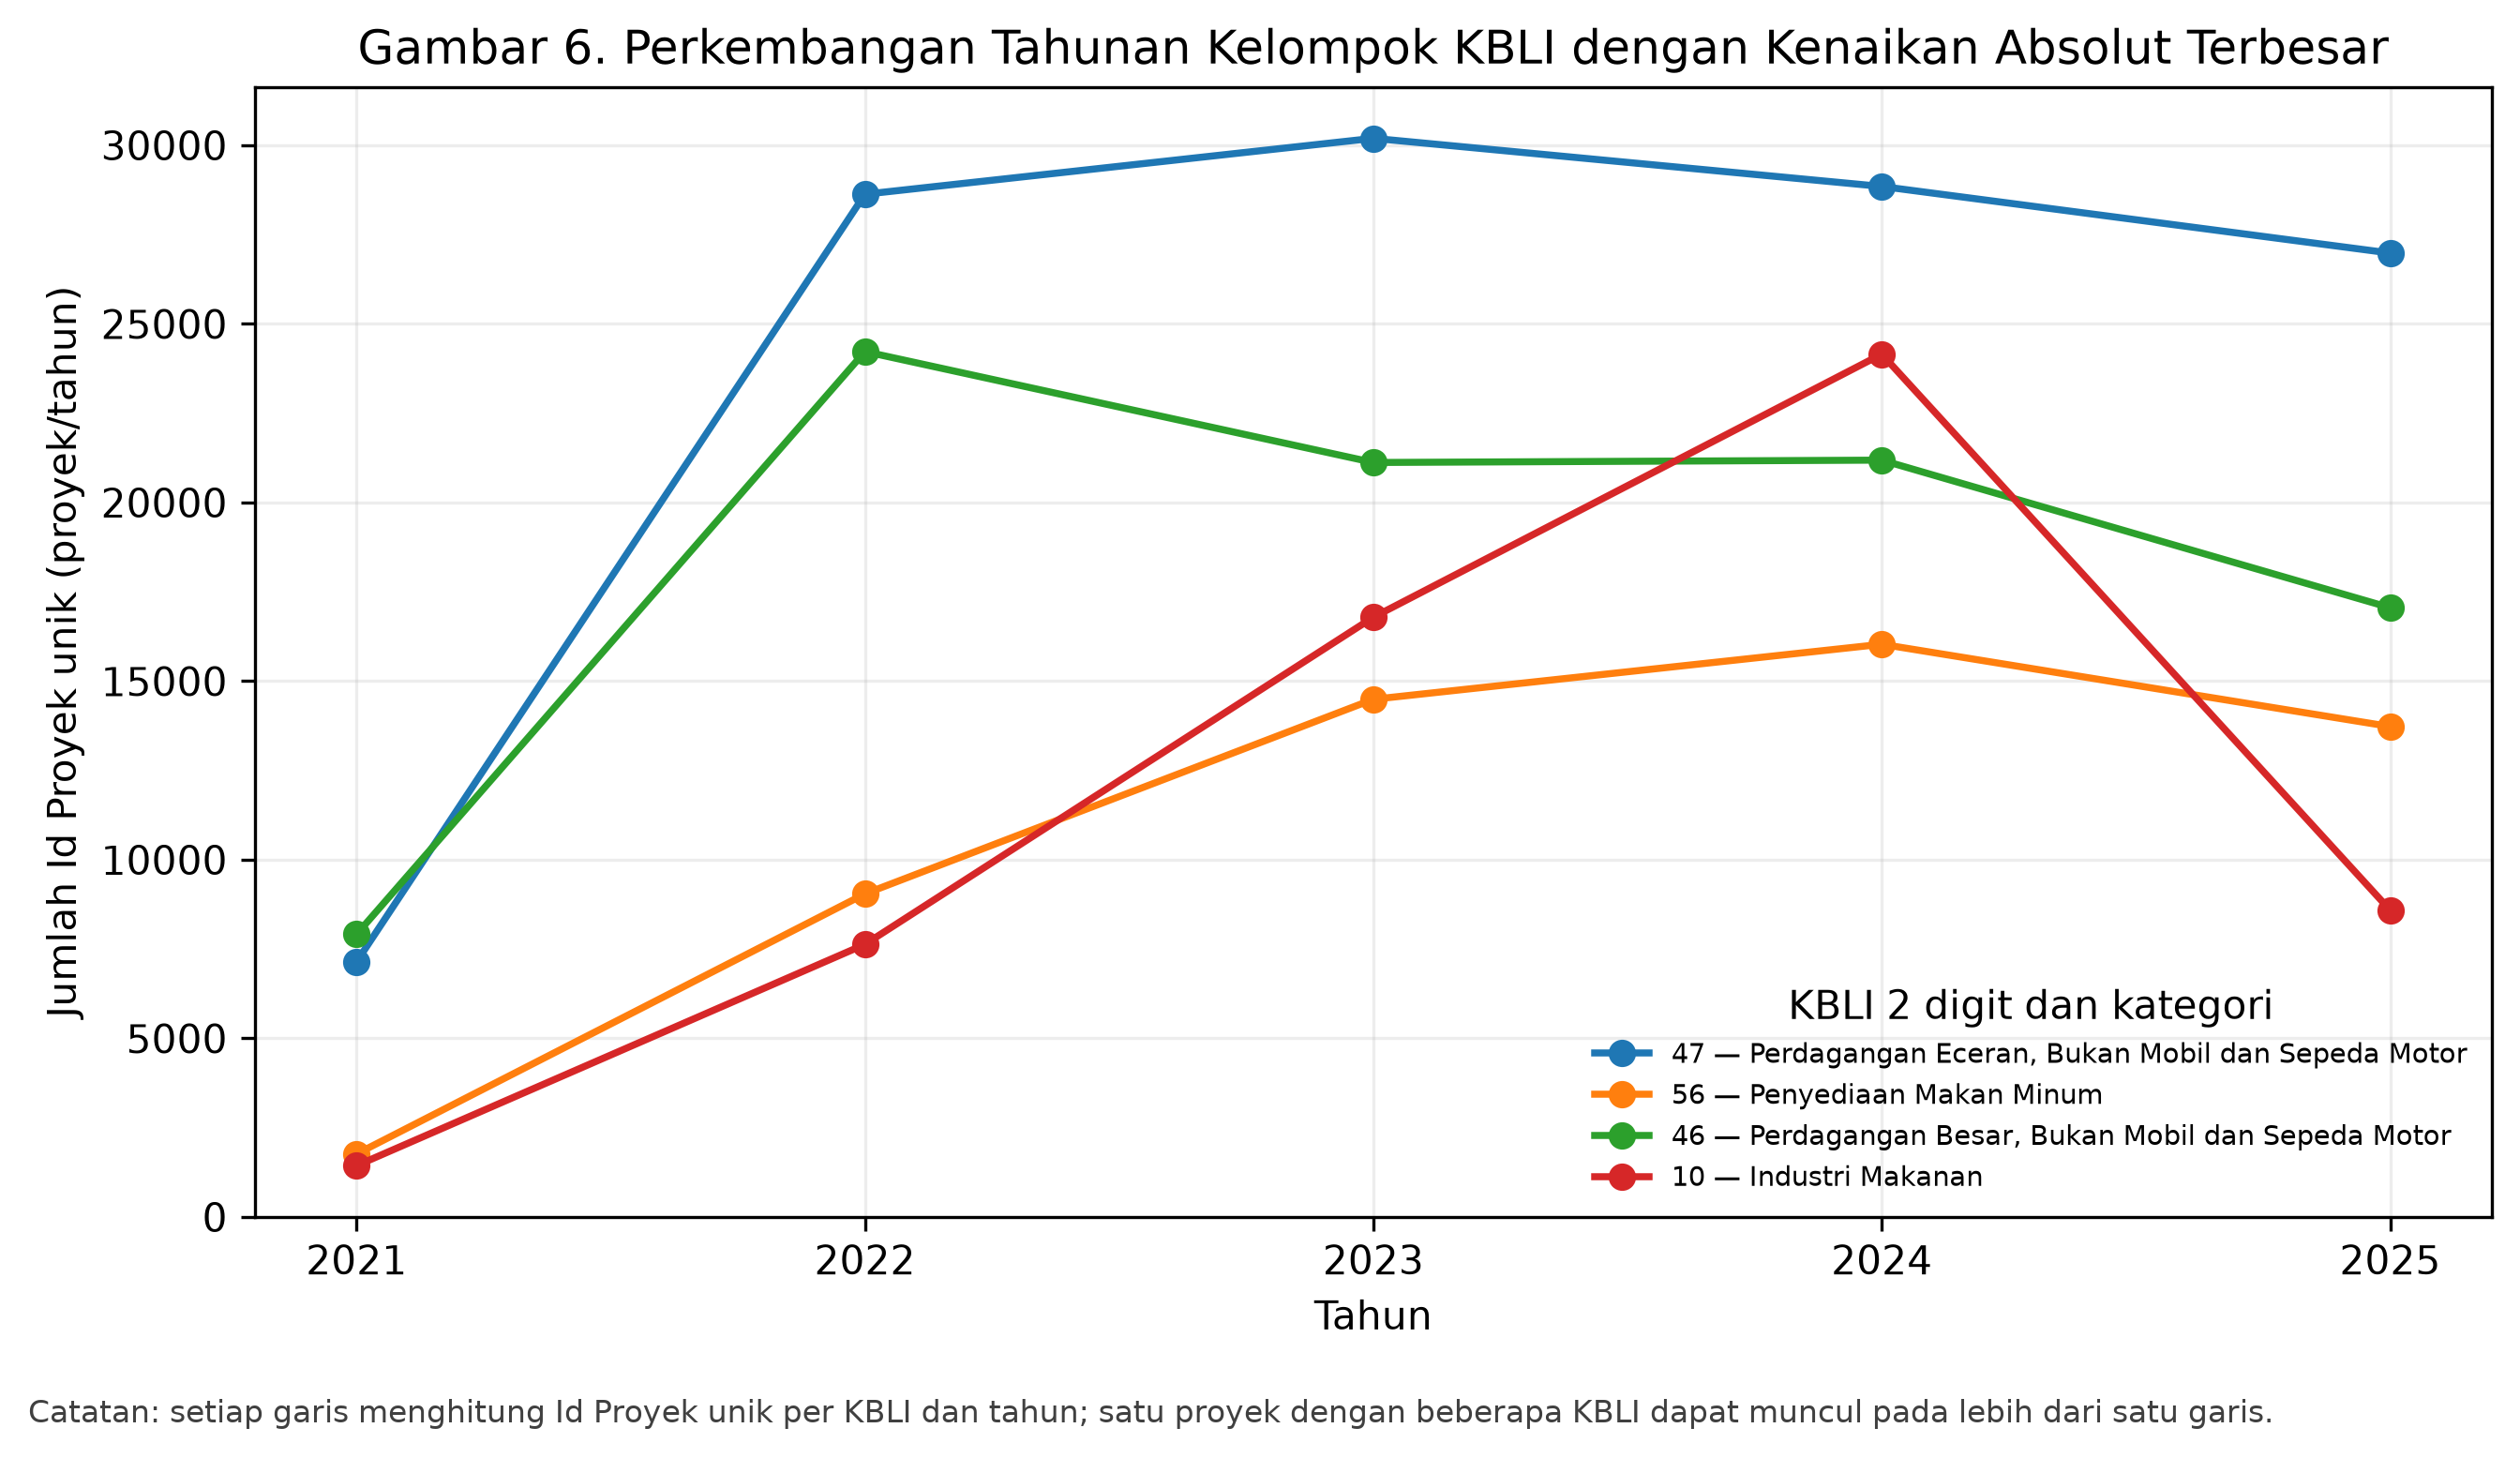 Gambar 6. Perkembangan Tahunan Kelompok KBLI dengan Kenaikan Absolut Terbesar
Jumlah Id Proyek unik (proyek/tahun)
30000
25000
20000
15000
10000
5000
0
2021 2022 2023 2024 2025
Tahun
KBLI 2 digit dan kategori
47 — Perdagangan Eceran, Bukan Mobil dan Sepeda Motor
56 — Penyediaan Makan Minum
46 — Perdagangan Besar, Bukan Mobil dan Sepeda Motor
10 — Industri Makanan
Catatan: setiap garis menghitung Id Proyek unik per KBLI dan tahun; satu proyek dengan beberapa KBLI dapat muncul pada lebih dari satu garis.